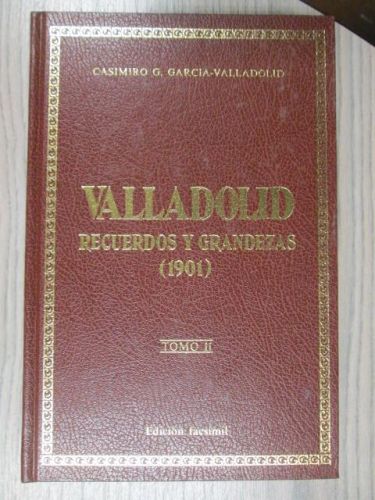 CASIMIRO G. GARCIA-VALLADOLID
VALLADOLID
RECUERDOS Y GRANDEZAS
(1901)
TOMO II
Edición facsímil